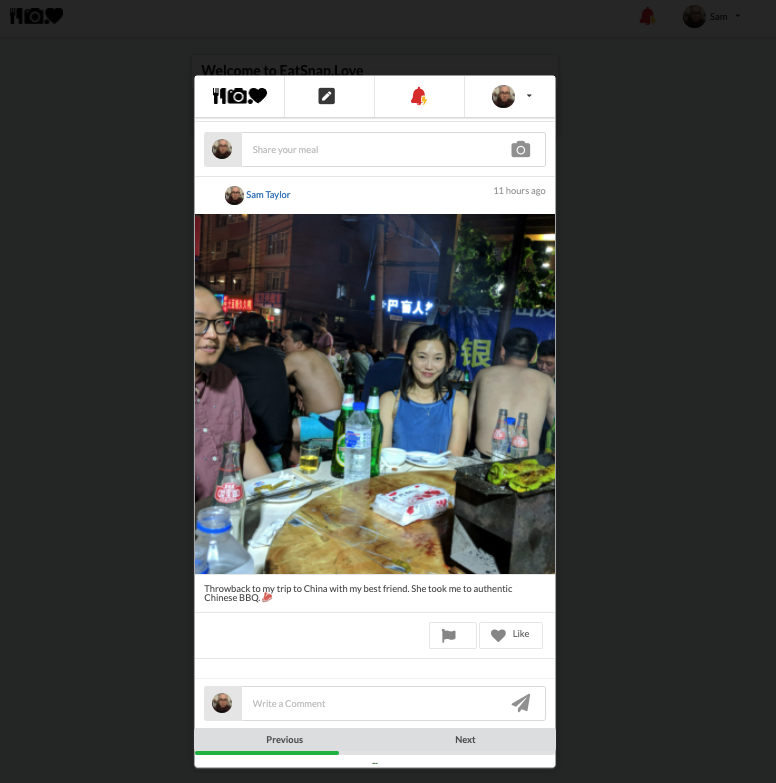 Sam
Welcome to EatSnap.Love
Share your meal
Sam Taylor
11 hours ago
巴盲人
银
Throwback to my trip to China with my best friend. She took me to authentic
Chinese BBQ.
Like
Write a Comment
Previous
Next
--